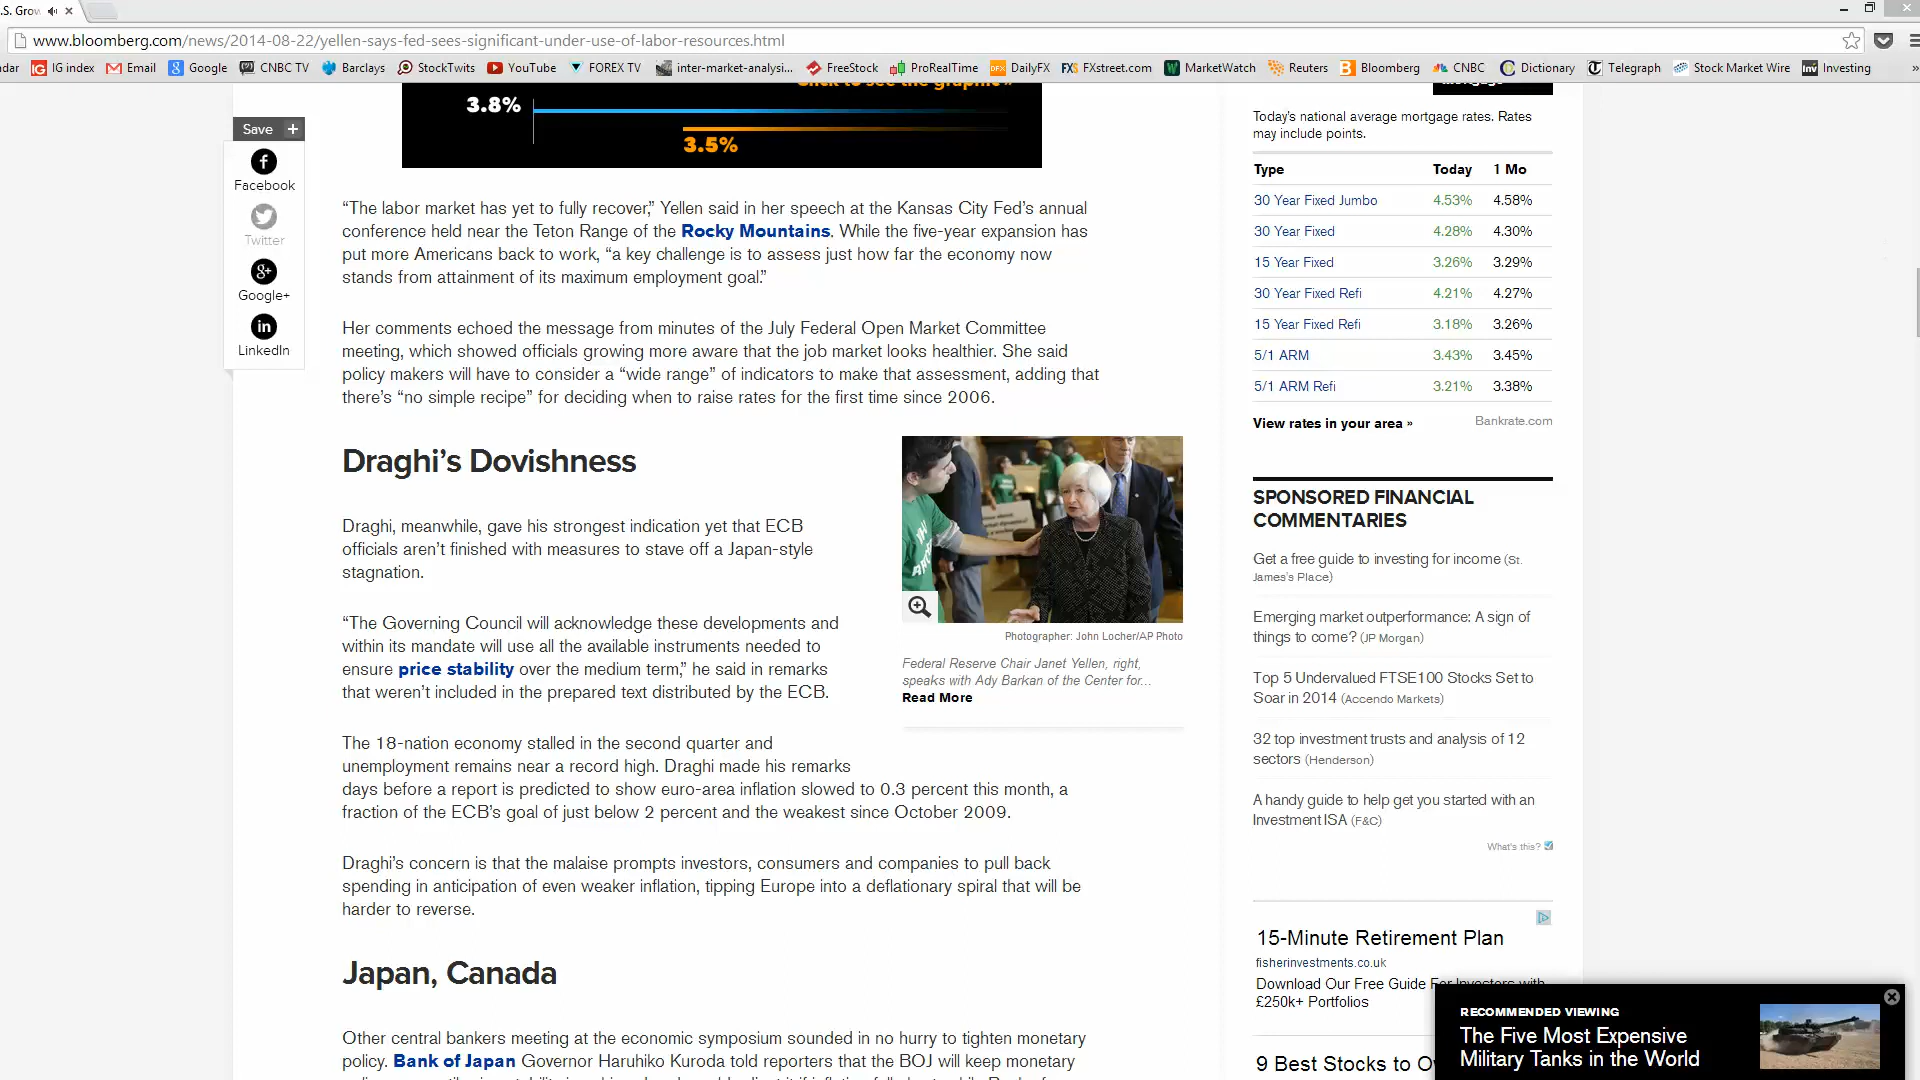 .S. Grow
www.bloomberg.com/news/2014-08-22/yellen-says-fed-sees-significant-under-use-of-labor-resources.html
dar IG index Email Google CNBC TV Barclays StockTwits YouTube FOREX TV inter-market-analysi... FreeStock ProRealTime DailyFX FXstreet.com MarketWatch Reuters Bloomberg CNBC Dictionary Telegraph Stock Market Wire Investing »
Click to see the graphic »
3.8%
3.5%
Save +
Facebook
Twitter
Google+
LinkedIn
“The labor market has yet to fully recover,” Yellen said in her speech at the Kansas City Fed’s annual
conference held near the Teton Range of the Rocky Mountains. While the five-year expansion has
put more Americans back to work, “a key challenge is to assess just how far the economy now
stands from attainment of its maximum employment goal.”
Her comments echoed the message from minutes of the July Federal Open Market Committee
meeting, which showed officials growing more aware that the job market looks healthier. She said
policy makers will have to consider a “wide range” of indicators to make that assessment, adding that
there’s “no simple recipe” for deciding when to raise rates for the first time since 2006.
Draghi’s Dovishness
Draghi, meanwhile, gave his strongest indication yet that ECB
officials aren’t finished with measures to stave off a Japan-style
stagnation.
“The Governing Council will acknowledge these developments and
within its mandate will use all the available instruments needed to
ensure price stability over the medium term,” he said in remarks
that weren’t included in the prepared text distributed by the ECB.
Photographer: John Locher/AP Photo
Federal Reserve Chair Janet Yellen, right,
speaks with Ady Barkan of the Center for...
Read More
The 18-nation economy stalled in the second quarter and
unemployment remains near a record high. Draghi made his remarks
days before a report is predicted to show euro-area inflation slowed to 0.3 percent this month, a
fraction of the ECB’s goal of just below 2 percent and the weakest since October 2009.
Draghi’s concern is that the malaise prompts investors, consumers and companies to pull back
spending in anticipation of even weaker inflation, tipping Europe into a deflationary spiral that will be
harder to reverse.
Japan, Canada
Other central bankers meeting at the economic symposium sounded in no hurry to tighten monetary
policy. Bank of Japan Governor Haruhiko Kuroda told reporters that the BOJ will keep monetary
Today’s national average mortgage rates. Rates
may include points.
Type Today 1 Mo
30 Year Fixed Jumbo 4.53% 4.58%
30 Year Fixed 4.28% 4.30%
15 Year Fixed 3.26% 3.29%
30 Year Fixed Refi 4.21% 4.27%
15 Year Fixed Refi 3.18% 3.26%
5/1 ARM 3.43% 3.45%
5/1 ARM Refi 3.21% 3.38%
View rates in your area » Bankrate.com
SPONSORED FINANCIAL
COMMENTARIES
Get a free guide to investing for income (St.
James’s Place)
Emerging market outperformance: A sign of
things to come? (JP Morgan)
Top 5 Undervalued FTSE100 Stocks Set to
Soar in 2014 (Accendo Markets)
32 top investment trusts and analysis of 12
sectors (Henderson)
A handy guide to help get you started with an
Investment ISA (F&C)
What's this?
15-Minute Retirement Plan
fisherinvestments.co.uk
Download Our Free Guide For Investors with
£250k+ Portfolios
9 Best Stocks to O
RECOMMENDED VIEWING
The Five Most Expensive
Military Tanks in the World